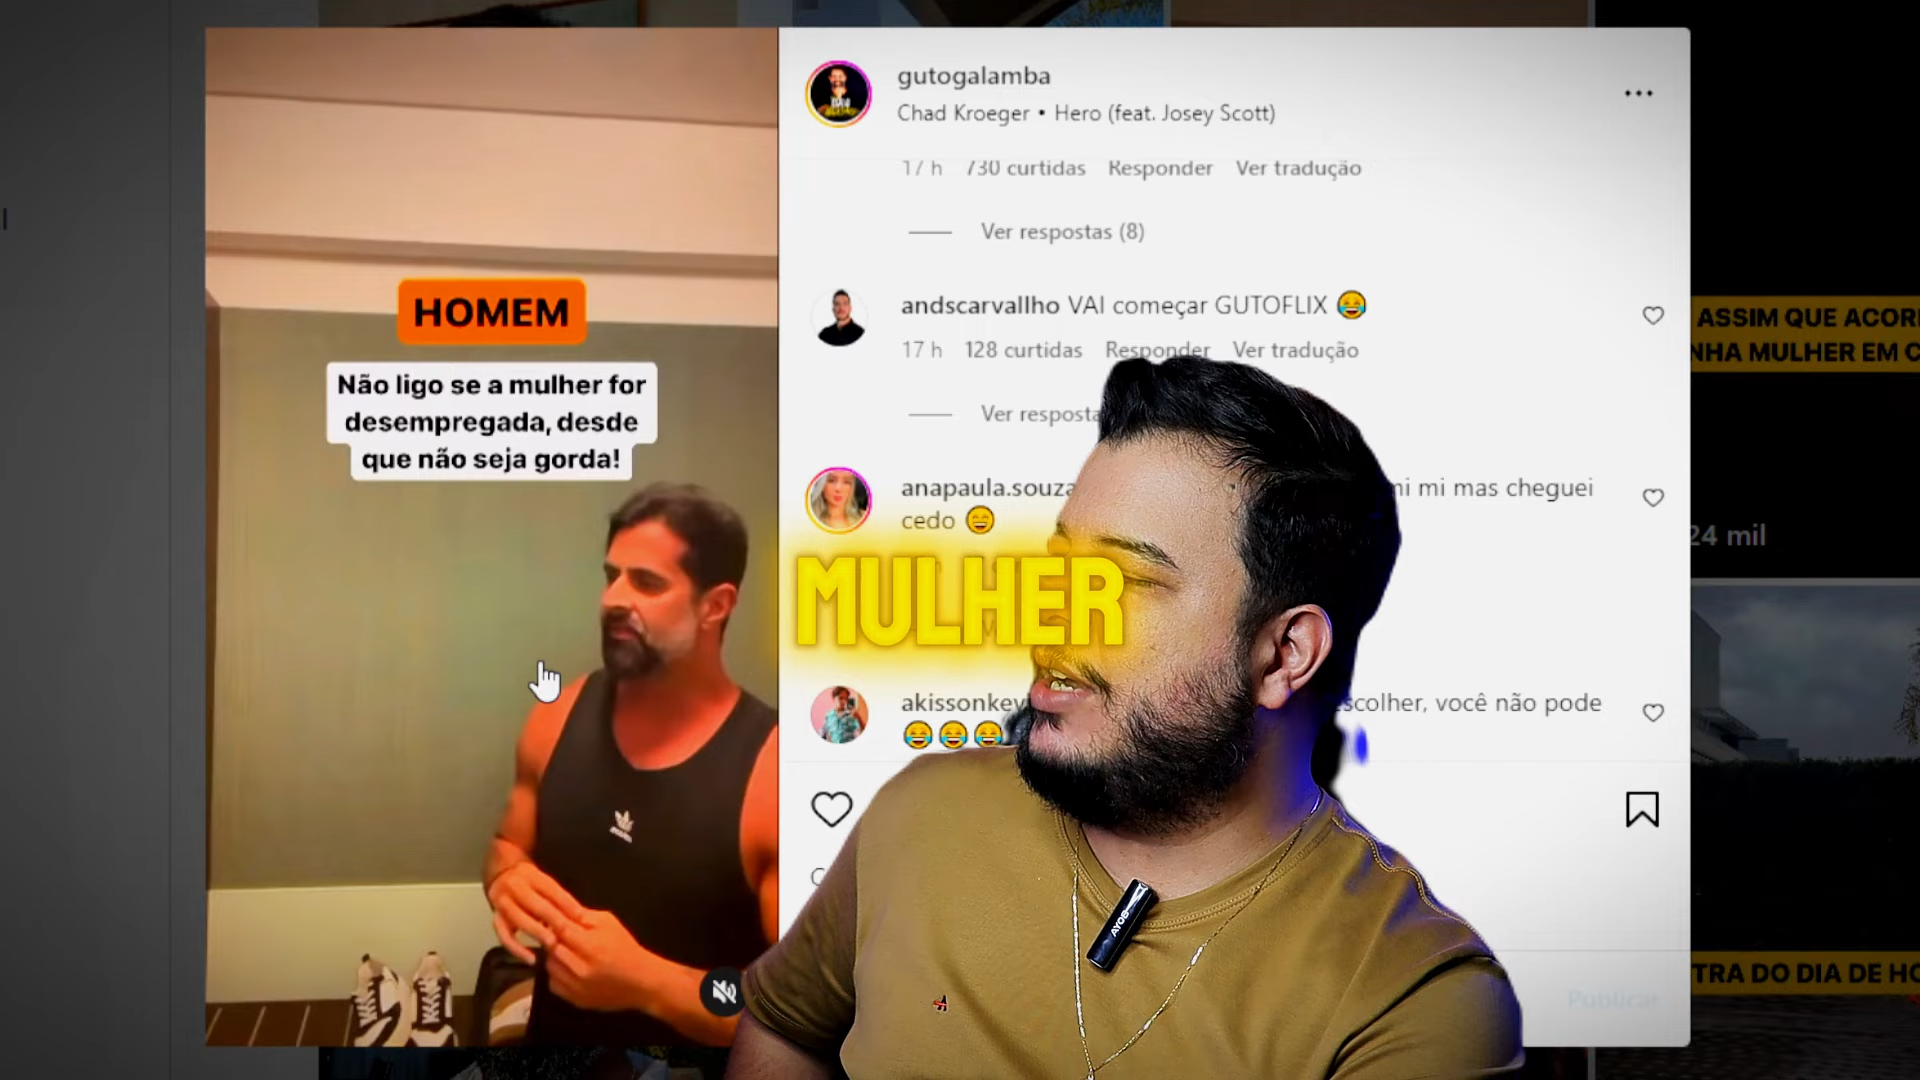 HOMEM
Não ligo se a mulher for
desempregada, desde
que não seja gorda!
gutogalamba
Chad Kroeger • Hero (feat. Josey Scott)
17 h 730 curtidas Responder Ver tradução
Ver respostas (8)
andscarvallho VAI começar GUTOFLIX 😂
17 h 128 curtidas Responder Ver tradução
Ver resposta
anapaula.souza mi mas cheguei
cedo 😄
MULHER
akissonkev scolher, você não pode
😂😂😂
Publicar
AYOB
ASSIM QUE ACOR
NHA MULHER EM C
24 mil
TRA DO DIA DE HO